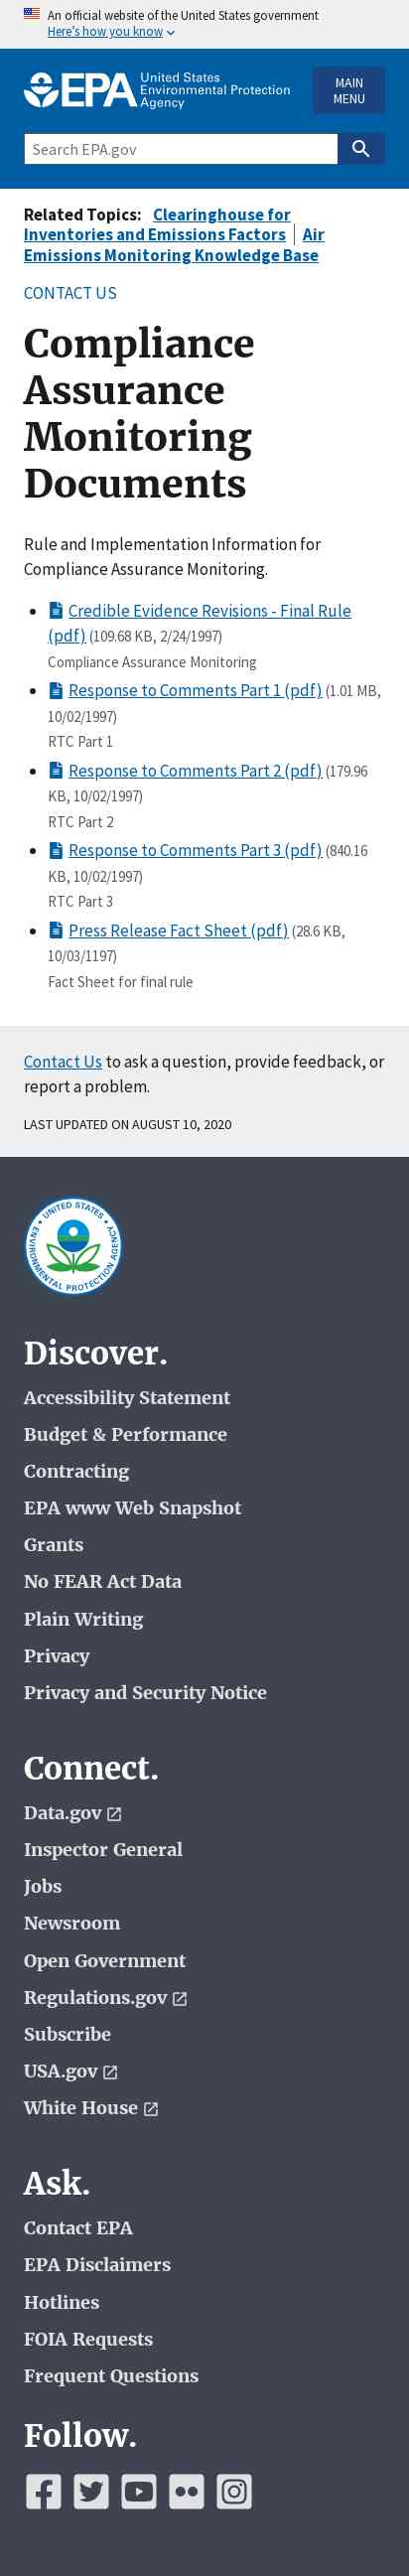 An official website of the United States government
Here's how you know
EPA United States
Environmental Protection
Agency
MAIN
MENU
Search EPA.gov
Related Topics: Clearinghouse for
Inventories and Emissions Factors | Air
Emissions Monitoring Knowledge Base
CONTACT US
Compliance
Assurance
Monitoring
Documents
Rule and Implementation Information for
Compliance Assurance Monitoring.
Credible Evidence Revisions - Final Rule
(pdf) (109.68 KB, 2/24/1997)
Compliance Assurance Monitoring
Response to Comments Part 1 (pdf) (1.01 MB,
10/02/1997)
RTC Part 1
Response to Comments Part 2 (pdf) (179.96
KB, 10/02/1997)
RTC Part 2
Response to Comments Part 3 (pdf) (840.16
KB, 10/02/1997)
RTC Part 3
Press Release Fact Sheet (pdf) (28.6 KB,
10/03/1197)
Fact Sheet for final rule
Contact Us to ask a question, provide feedback, or
report a problem.
LAST UPDATED ON AUGUST 10, 2020
UNITED STATES
ENVIRONMENTAL PROTECTION AGENCY
Discover.
Accessibility Statement
Budget & Performance
Contracting
EPA www Web Snapshot
Grants
No FEAR Act Data
Plain Writing
Privacy
Privacy and Security Notice
Connect.
Data.gov
Inspector General
Jobs
Newsroom
Open Government
Regulations.gov
Subscribe
USA.gov
White House
Ask.
Contact EPA
EPA Disclaimers
Hotlines
FOIA Requests
Frequent Questions
Follow.